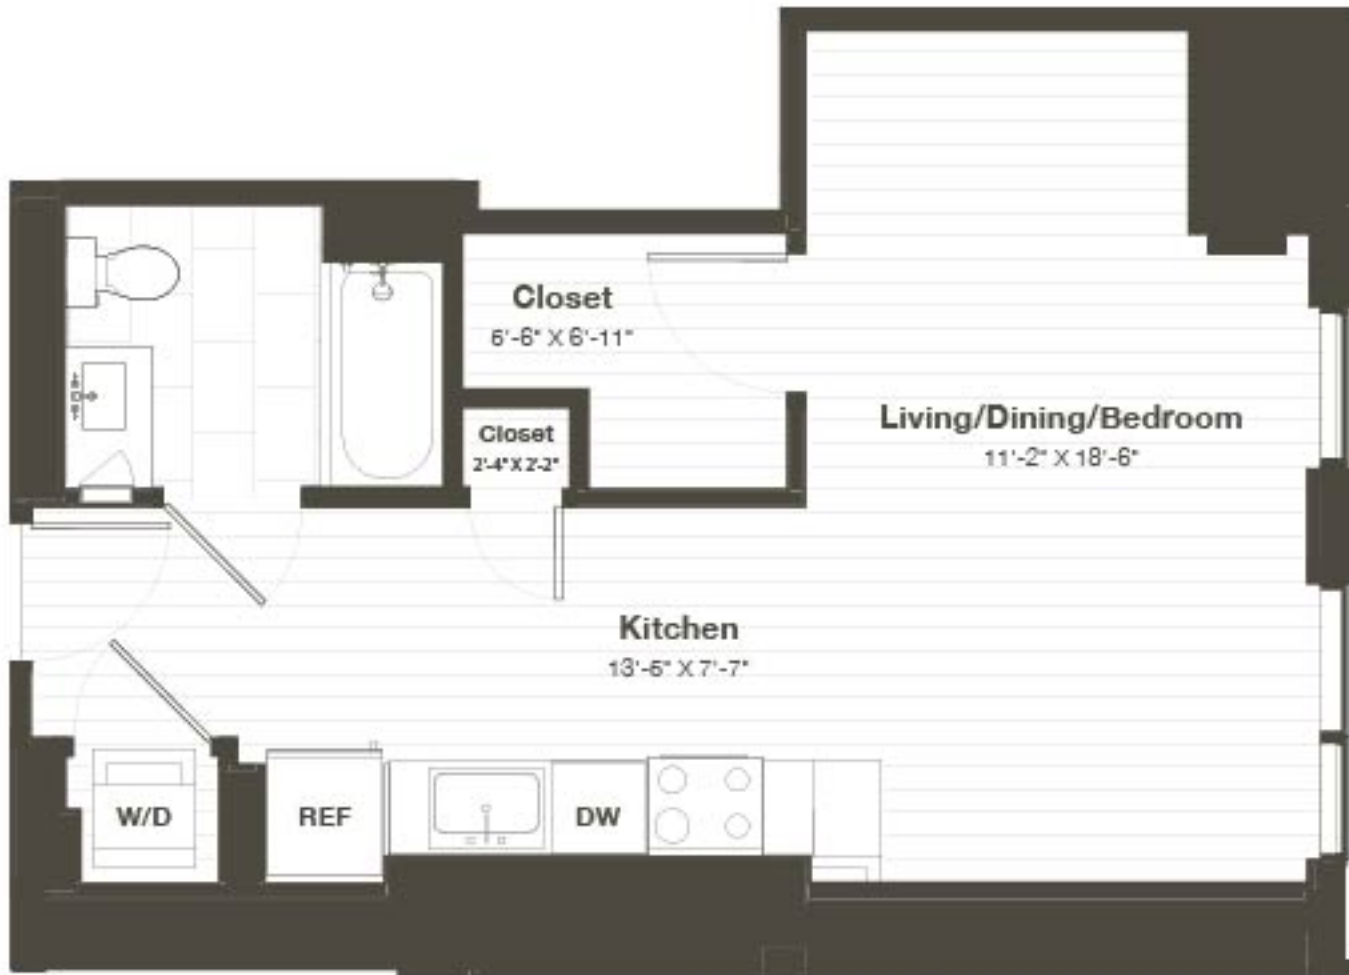 Closet
6'-6" X 6'-11"
Living/Dining/Bedroom
11'-2" X 18'-6"
Closet
2'-4" X 2'-2"
Kitchen
13'-6" X 7'-7"
W/D
REF
DW